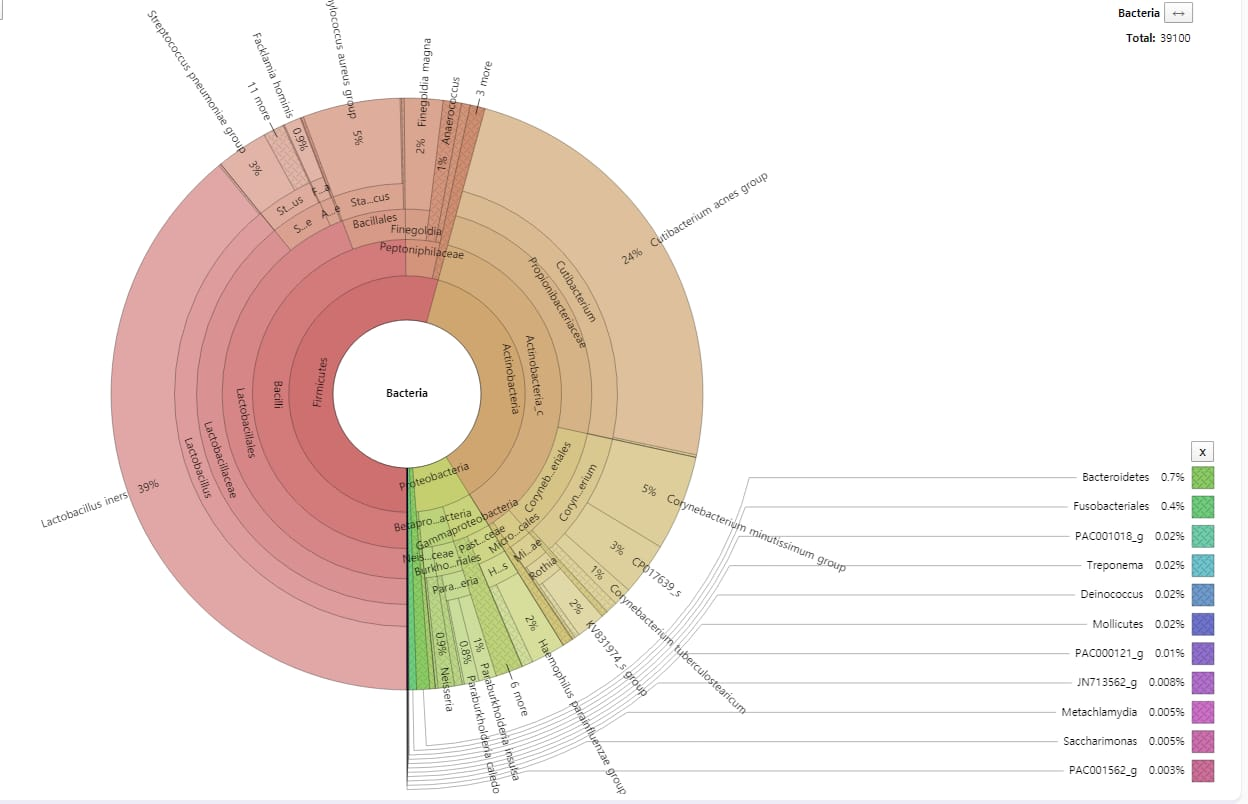 Bacteria ↔
Total: 39100
Streptococcus pneumoniae group
3%
11 more
Facklamia hominis
0.9%
ylococcus aureus group
5%
Finegoldia magna
2%
Anaerococcus
1%
3 more
Cutibacterium acnes group
24%
St...us
S...e
F...a
A...e
Sta...cus
Bacillales
Finegoldia
Peptoniphilaceae
Cutibacterium
Propionibacteriaceae
Actinobacteria_c
Actinobacteria
Firmicutes
Bacilli
Lactobacillales
Lactobacillaceae
Lactobacillus
Lactobacillus iners
39%
Bacteria
Proteobacteria
Betapro...acteria
Gammaproteobacteria
Neis...ceae
Past...ceae
Burkho...riales
Micro...cales
Coryneb...eriales
Coryn...erium
Mi...ae
Rothia
H...s
Para...eria
5%
Corynebacterium minutissimum group
3%
CP017639_s
1%
Corynebacterium tuberculostearicum
2%
KV831974_s group
2%
Haemophilus parainfluenzae group
6 more
1%
Paraburkholderia insulsa
0.8%
Paraburkholderia caledo
0.9%
Neisseria
x
Bacteroidetes 0.7%
Fusobacteriales 0.4%
PAC001018_g 0.02%
Treponema 0.02%
Deinococcus 0.02%
Mollicutes 0.02%
PAC000121_g 0.01%
JN713562_g 0.008%
Metachlamydia 0.005%
Saccharimonas 0.005%
PAC001562_g 0.003%